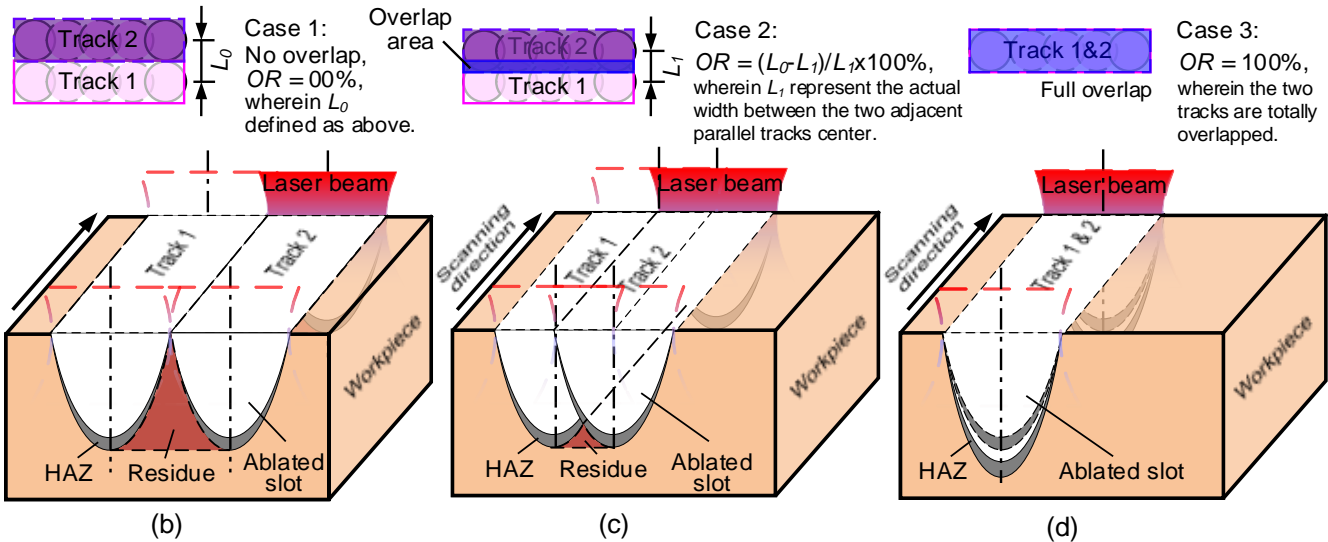 Track 2
Track 1
L0
Case 1:
No overlap,
OR = 00%,
wherein L0
defined as above.
Overlap
area
Track 2
Track 1
L1
Case 2:
OR = (L0-L1)/L1x100%,
wherein L1 represent the actual
width between the two adjacent
parallel tracks center.
Track 1&2
Full overlap
Case 3:
OR = 100%,
wherein the two
tracks are totally
overlapped.
Laser beam
Scanning
direction
Track 1
Track 2
Workpiece
HAZ
Residue
Ablated
slot
(b)
Laser beam
Scanning
direction
Track 1
Track 2
Workpiece
HAZ
Residue
Ablated
slot
(c)
Laser beam
Scanning
direction
Track 1 & 2
Workpiece
HAZ
Ablated slot
(d)